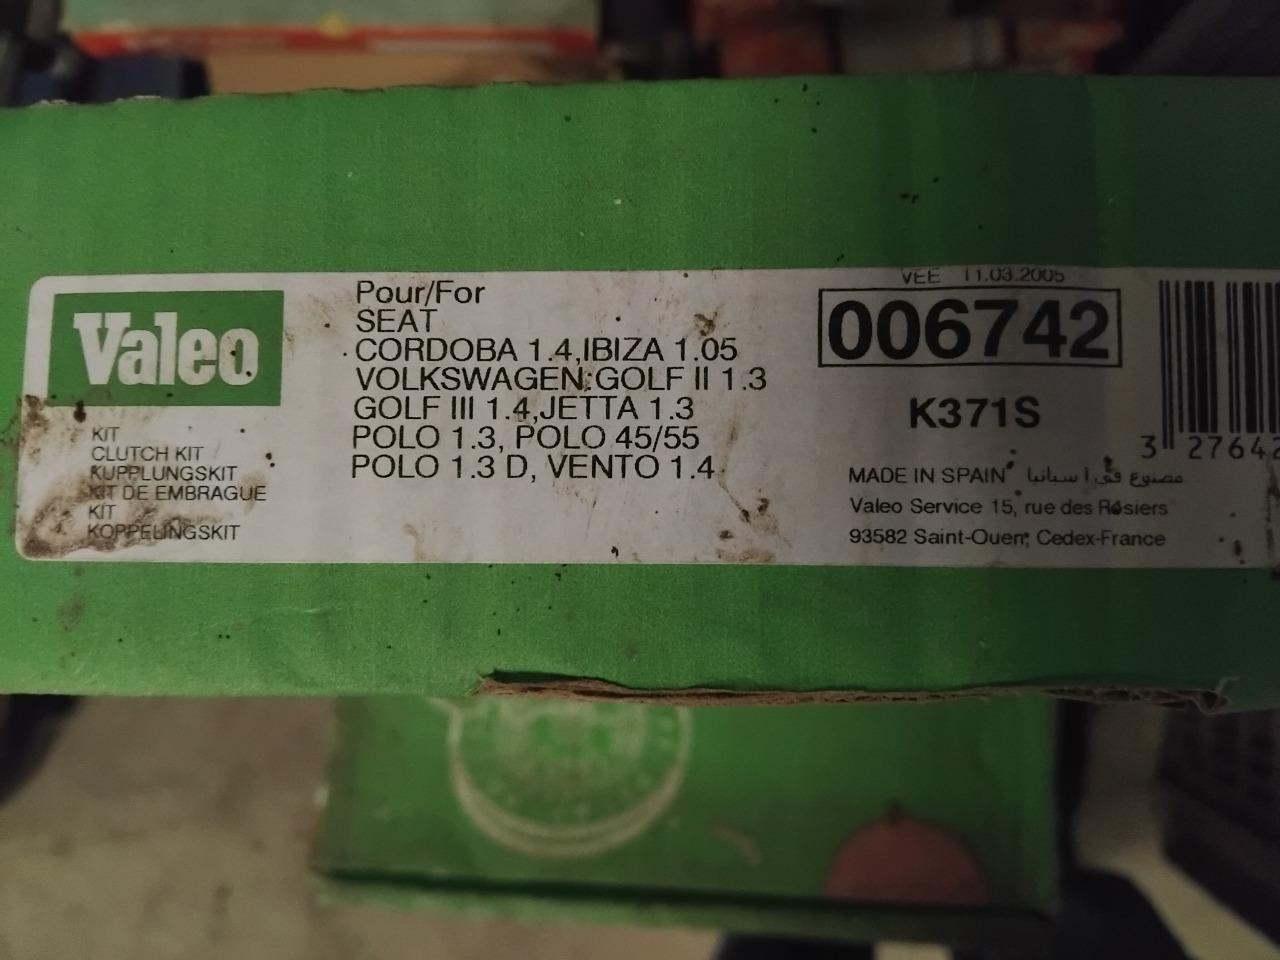 Valeo
KIT
CLUTCH KIT
KUPPLUNGSKIT
KIT DE EMBRAGUE
KIT
KOPPELINGSKIT
Pour/For
SEAT
CORDOBA 1.4,IBIZA 1.05
VOLKSWAGEN:GOLF II 1.3
GOLF III 1.4,JETTA 1.3
POLO 1.3, POLO 45/55
POLO 1.3 D, VENTO 1.4
VEE 11.03.2005
006742
K371S
3 27642
MADE IN SPAIN مصنوع في اسبانيا
Valeo Service 15, rue des Rosiers
93582 Saint-Ouen, Cedex-France